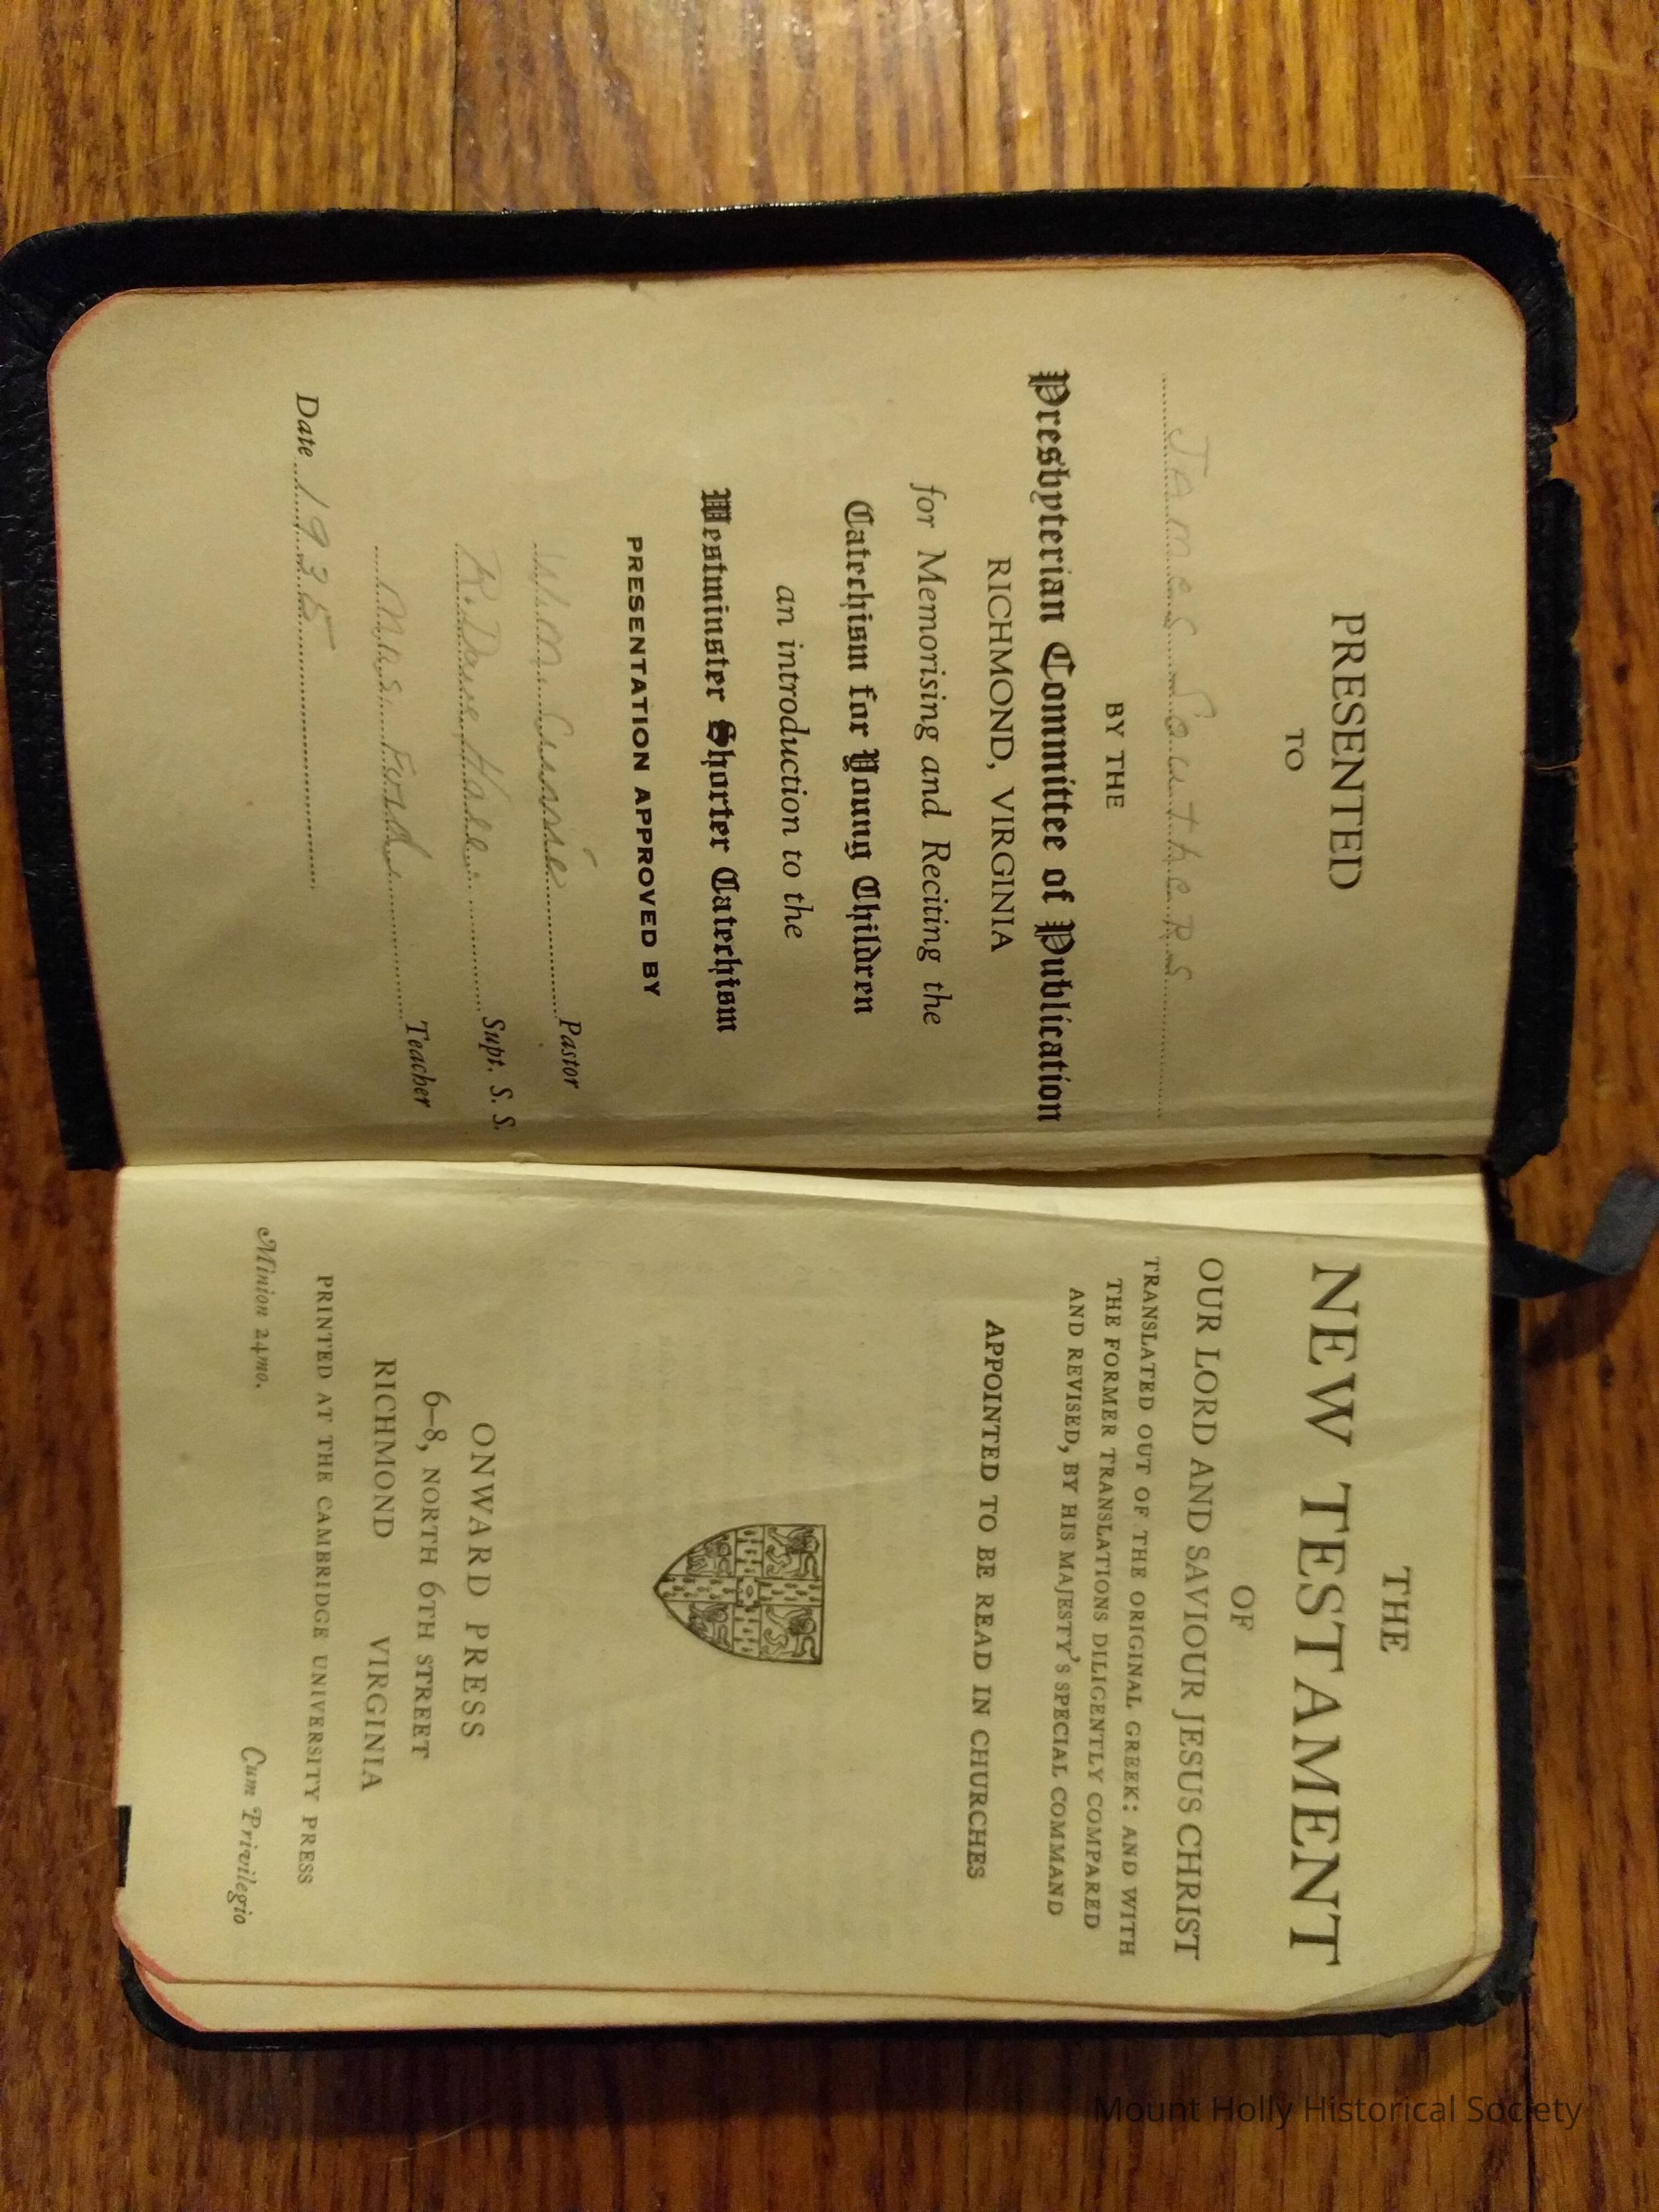 PRESENTED
TO
James Southers
BY THE
Presbyterian Committee of Publication
RICHMOND, VIRGINIA
for Memorising and Reciting the
Catechism for Young Children
an introduction to the
Westminster Shorter Catechism
PRESENTATION APPROVED BY
Wm. Pastor
R. Dave Hall Supt. S. S.
Mrs. Ford Teacher
Date 1935
THE
NEW TESTAMENT
OF
OUR LORD AND SAVIOUR JESUS CHRIST
TRANSLATED OUT OF THE ORIGINAL GREEK: AND WITH
THE FORMER TRANSLATIONS DILIGENTLY COMPARED
AND REVISED, BY HIS MAJESTY'S SPECIAL COMMAND
APPOINTED TO BE READ IN CHURCHES
ONWARD PRESS
6–8, NORTH 6TH STREET
RICHMOND VIRGINIA
PRINTED AT THE CAMBRIDGE UNIVERSITY PRESS
Minion 24mo. Cum Privilegio
Mount Holly Historical Society